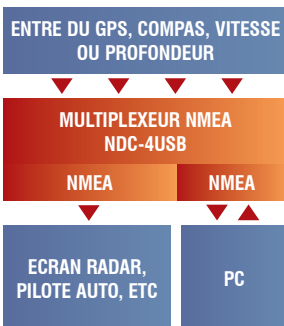 ENTRE DU GPS, COMPAS, VITESSE
OU PROFONDEUR
MULTIPLEXEUR NMEA
NDC-4USB
NMEA
NMEA
ECRAN RADAR,
PILOTE AUTO, ETC
PC